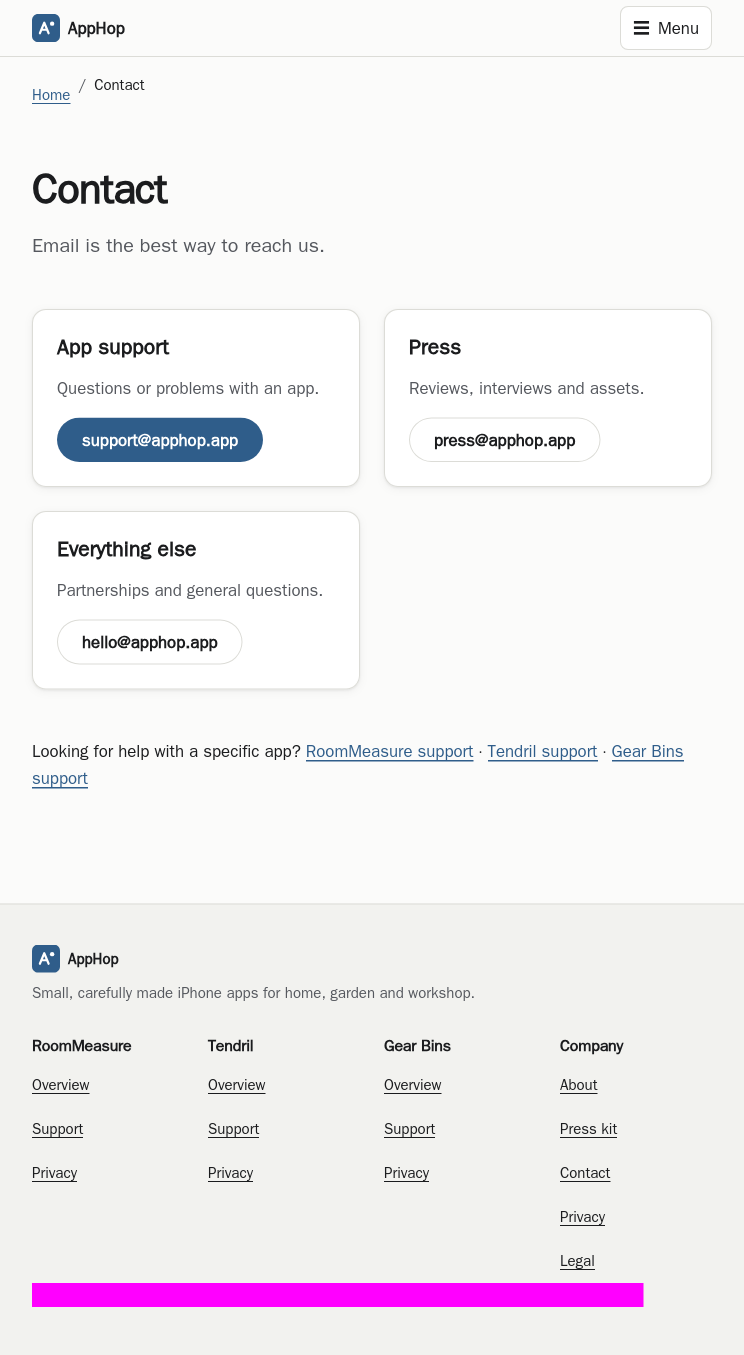 AppHop
Menu
Home / Contact
Contact
Email is the best way to reach us.
App support
Questions or problems with an app.
support@apphop.app
Press
Reviews, interviews and assets.
press@apphop.app
Everything else
Partnerships and general questions.
hello@apphop.app
Looking for help with a specific app? RoomMeasure support · Tendril support · Gear Bins
support
AppHop
Small, carefully made iPhone apps for home, garden and workshop.
RoomMeasure
Overview
Support
Privacy
Tendril
Overview
Support
Privacy
Gear Bins
Overview
Support
Privacy
Company
About
Press kit
Contact
Privacy
Legal